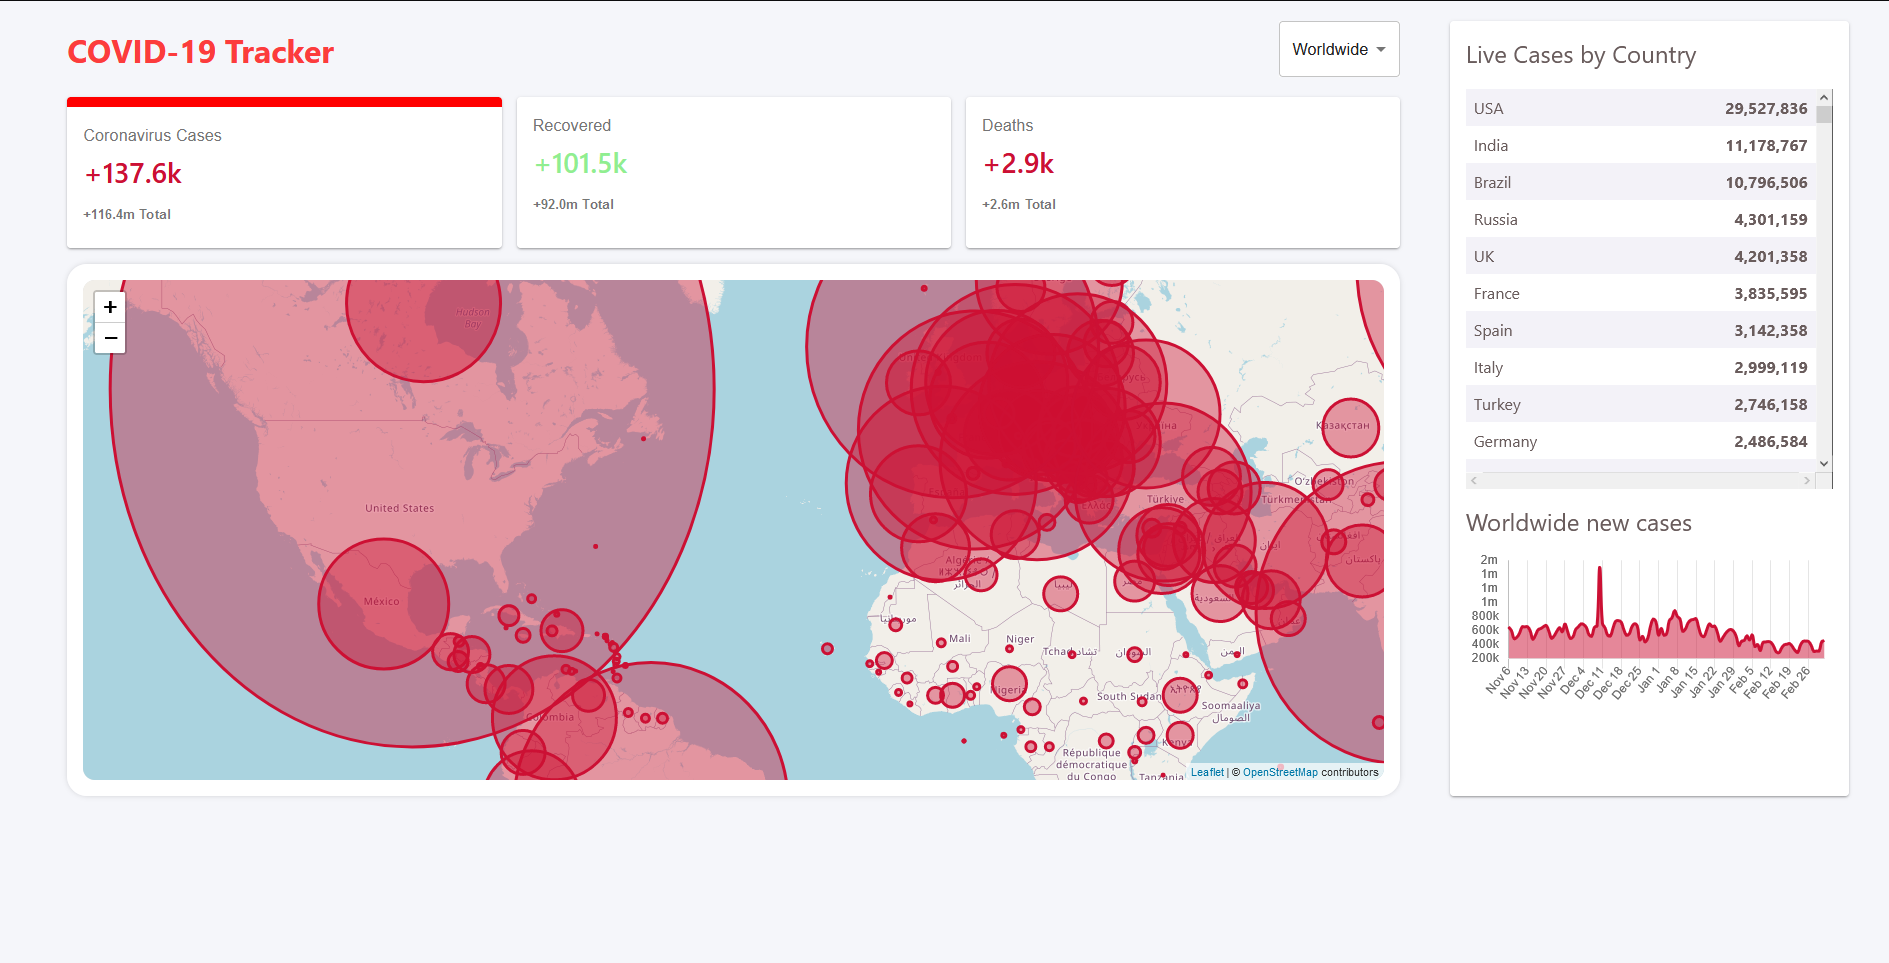 COVID-19 Tracker
Worldwide
Coronavirus Cases
+137.6k
+116.4m Total
Recovered
+101.5k
+92.0m Total
Deaths
+2.9k
+2.6m Total
+
−
Hudson
Bay
United States
México
Colombia
Україна
Қазақстан
Türkiye
Ελλάς
O'zbekiston
Türkmenistan
العراق
ایران
پاکستان
Algérie /
الجزائر
ليبيا
مصر
السعودية
عمان
موريتانيا
Mali
Niger
Tchad تشاد
السودان
اليمن
Nigeria
South Sudan
Soomaaliya
الصومال
Kenya
République
démocratique
du Congo
Tanzania
Leaflet | © OpenStreetMap contributors
Live Cases by Country
USA 29,527,836
India 11,178,767
Brazil 10,796,506
Russia 4,301,159
UK 4,201,358
France 3,835,595
Spain 3,142,358
Italy 2,999,119
Turkey 2,746,158
Germany 2,486,584
Worldwide new cases
2m
1m
1m
1m
800k
600k
400k
200k
Nov 6
Nov 13
Nov 20
Nov 27
Dec 4
Dec 11
Dec 18
Dec 25
Jan 1
Jan 8
Jan 15
Jan 22
Jan 29
Feb 5
Feb 12
Feb 19
Feb 26